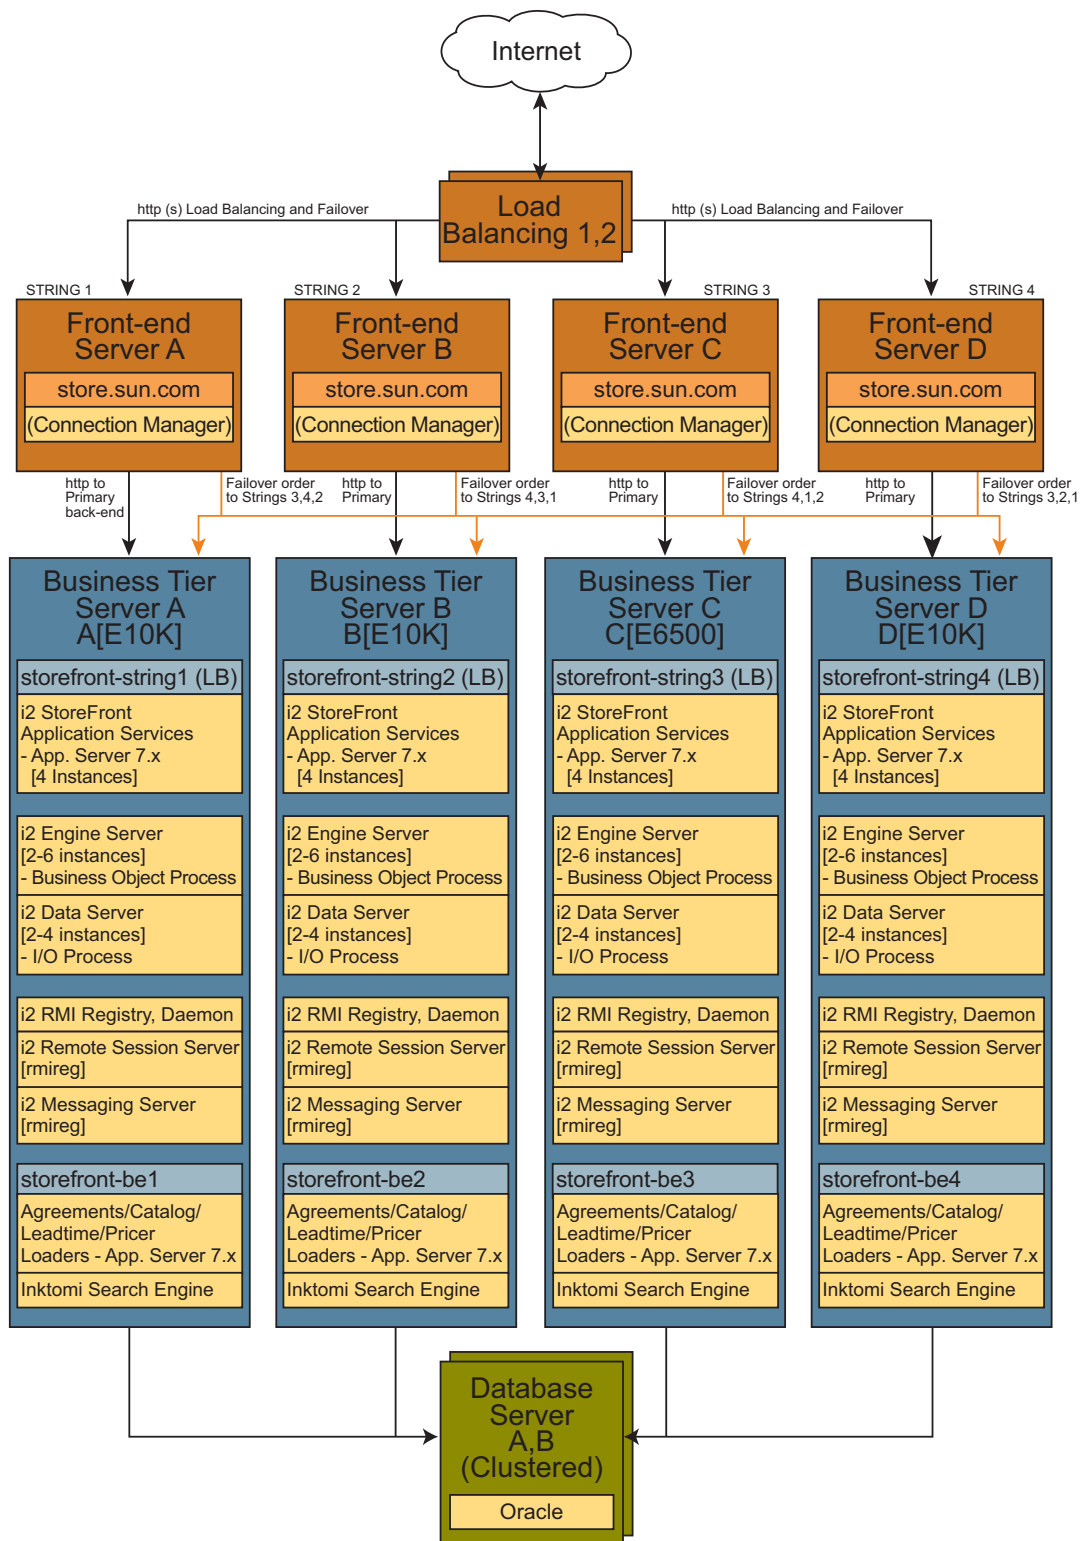 Internet
Load
Balancing 1,2
http (s) Load Balancing and Failover
http (s) Load Balancing and Failover
STRING 1
STRING 2
STRING 3
STRING 4
Front-end
Server A
store.sun.com
(Connection Manager)
Front-end
Server B
store.sun.com
(Connection Manager)
Front-end
Server C
store.sun.com
(Connection Manager)
Front-end
Server D
store.sun.com
(Connection Manager)
http to
Primary
back-end
Failover order
to Strings 3,4,2
http to
Primary
Failover order
to Strings 4,3,1
http to
Primary
Failover order
to Strings 4,1,2
http to
Primary
Failover order
to Strings 3,2,1
Business Tier
Server A
A[E10K]
storefront-string1 (LB)
i2 StoreFront
Application Services
- App. Server 7.x
[4 Instances]
i2 Engine Server
[2-6 instances]
- Business Object Process
i2 Data Server
[2-4 instances]
- I/O Process
i2 RMI Registry, Daemon
i2 Remote Session Server
[rmireg]
i2 Messaging Server
[rmireg]
storefront-be1
Agreements/Catalog/
Leadtime/Pricer
Loaders - App. Server 7.x
Inktomi Search Engine
Business Tier
Server B
B[E10K]
storefront-string2 (LB)
i2 StoreFront
Application Services
- App. Server 7.x
[4 Instances]
i2 Engine Server
[2-6 instances]
- Business Object Process
i2 Data Server
[2-4 instances]
- I/O Process
i2 RMI Registry, Daemon
i2 Remote Session Server
[rmireg]
i2 Messaging Server
[rmireg]
storefront-be2
Agreements/Catalog/
Leadtime/Pricer
Loaders - App. Server 7.x
Inktomi Search Engine
Business Tier
Server C
C[E6500]
storefront-string3 (LB)
i2 StoreFront
Application Services
- App. Server 7.x
[4 Instances]
i2 Engine Server
[2-6 instances]
- Business Object Process
i2 Data Server
[2-4 instances]
- I/O Process
i2 RMI Registry, Daemon
i2 Remote Session Server
[rmireg]
i2 Messaging Server
[rmireg]
storefront-be3
Agreements/Catalog/
Leadtime/Pricer
Loaders - App. Server 7.x
Inktomi Search Engine
Business Tier
Server D
D[E10K]
storefront-string4 (LB)
i2 StoreFront
Application Services
- App. Server 7.x
[4 Instances]
i2 Engine Server
[2-6 instances]
- Business Object Process
i2 Data Server
[2-4 instances]
- I/O Process
i2 RMI Registry, Daemon
i2 Remote Session Server
[rmireg]
i2 Messaging Server
[rmireg]
storefront-be4
Agreements/Catalog/
Leadtime/Pricer
Loaders - App. Server 7.x
Inktomi Search Engine
Database
Server
A,B
(Clustered)
Oracle